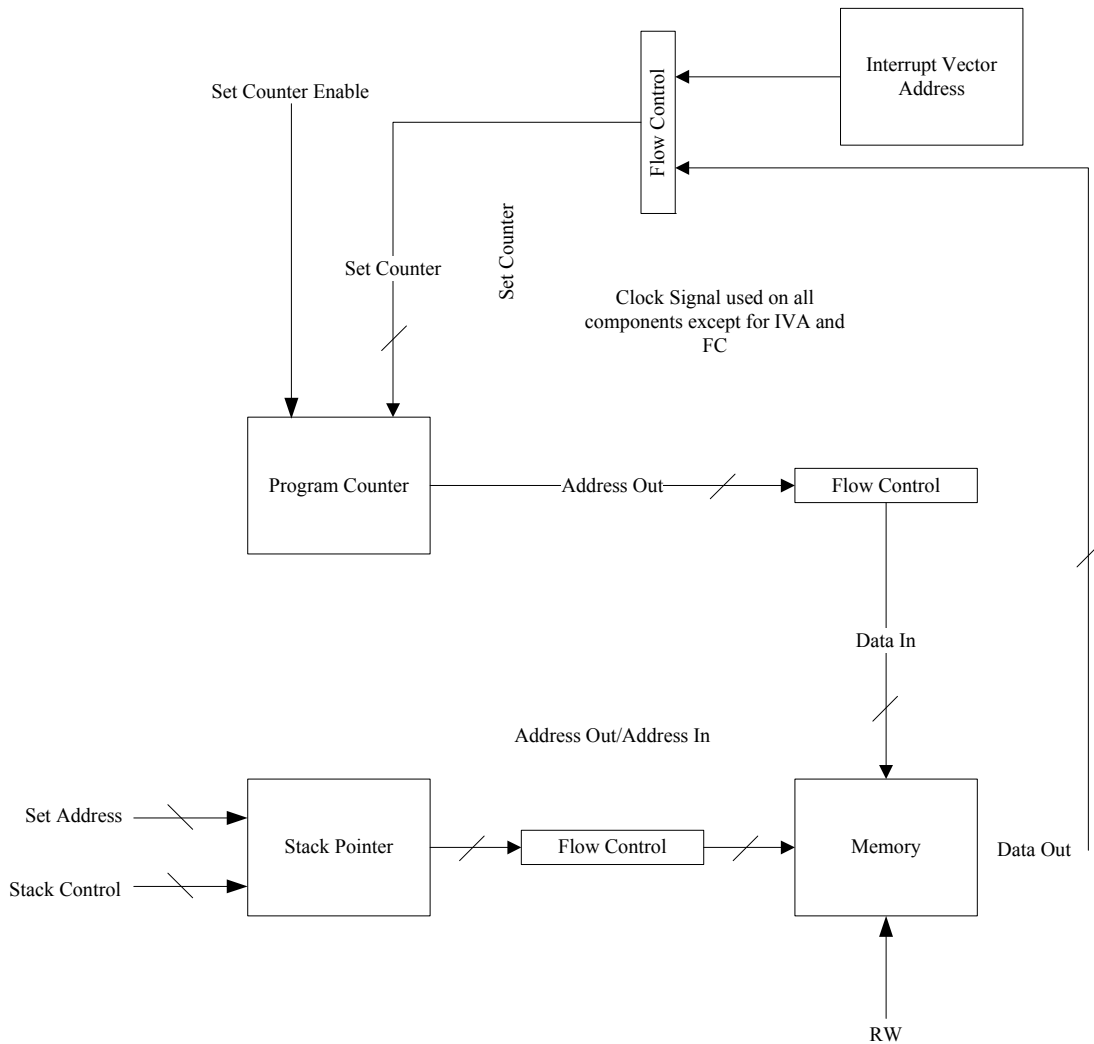 Interrupt Vector
Address
Flow Control
Set Counter Enable
Set Counter
Set Counter
Clock Signal used on all
components except for IVA and
FC
Program Counter
Address Out
Flow Control
Data In
Address Out/Address In
Set Address
Stack Control
Stack Pointer
Flow Control
Memory
Data Out
RW